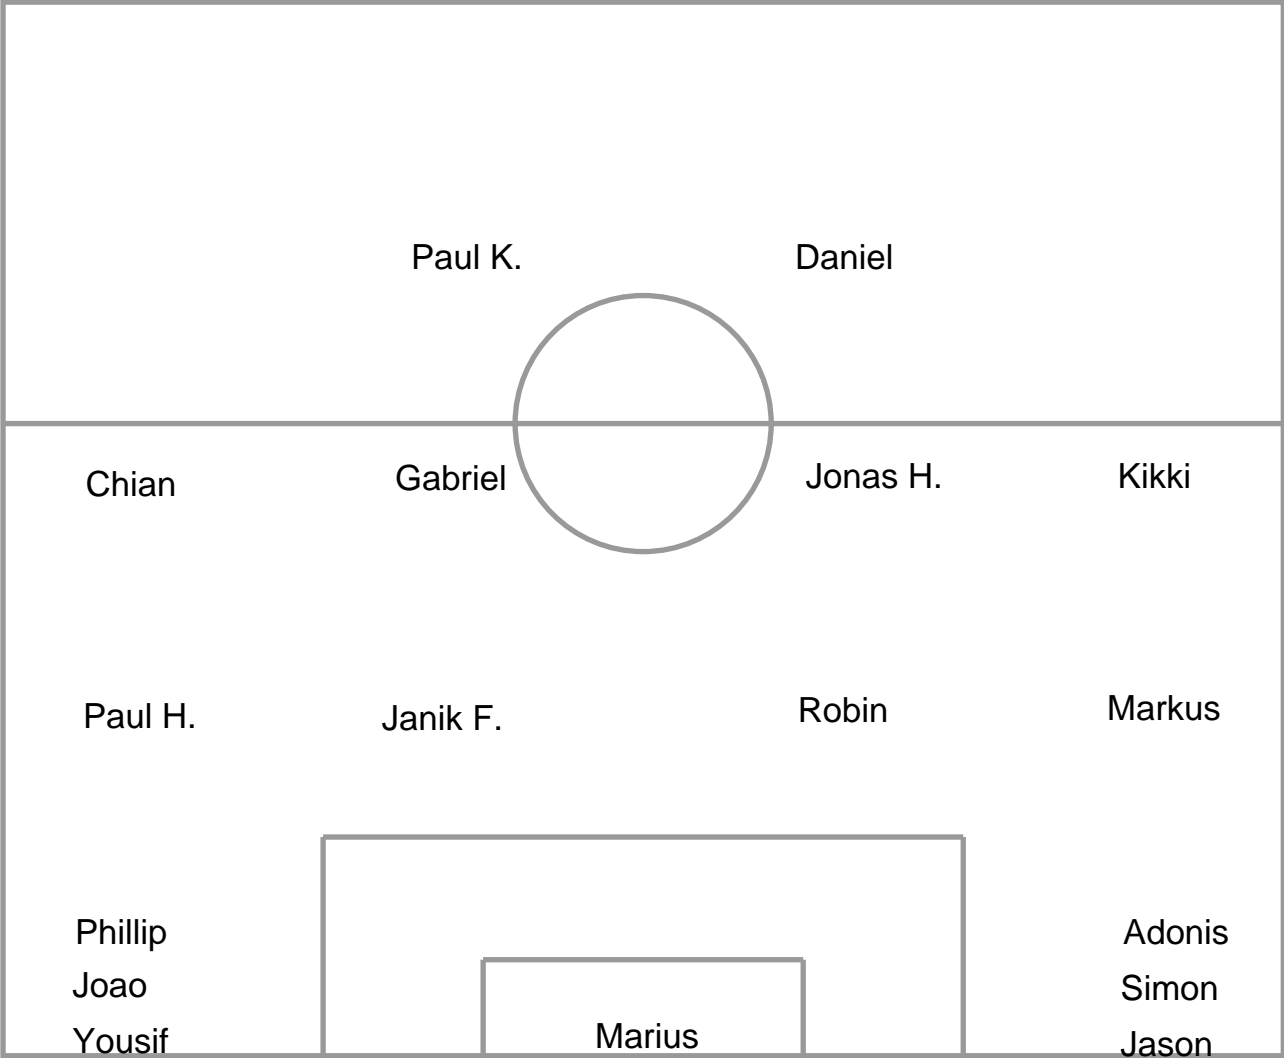 Paul K. Daniel
Chian Gabriel Jonas H. Kikki
Paul H. Janik F. Robin Markus
Phillip Adonis
Joao Simon
Yousif Marius Jason